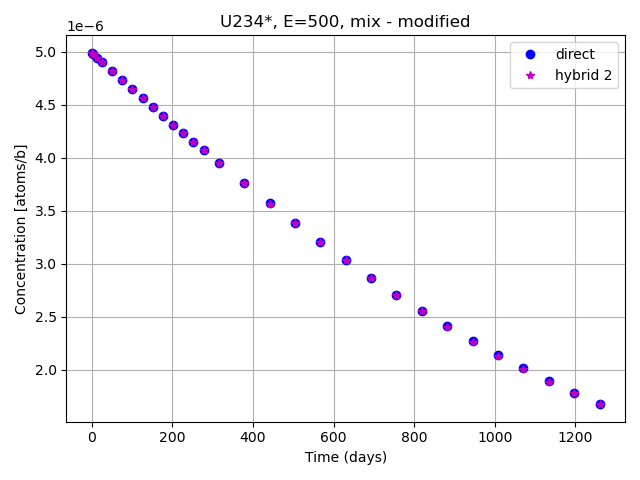 U234*, E=500, mix - modified
1e−6
direct
hybrid 2
5.0
4.5
4.0
3.5
3.0
2.5
2.0
Concentration [atoms/b]
0 200 400 600 800 1000 1200
Time (days)